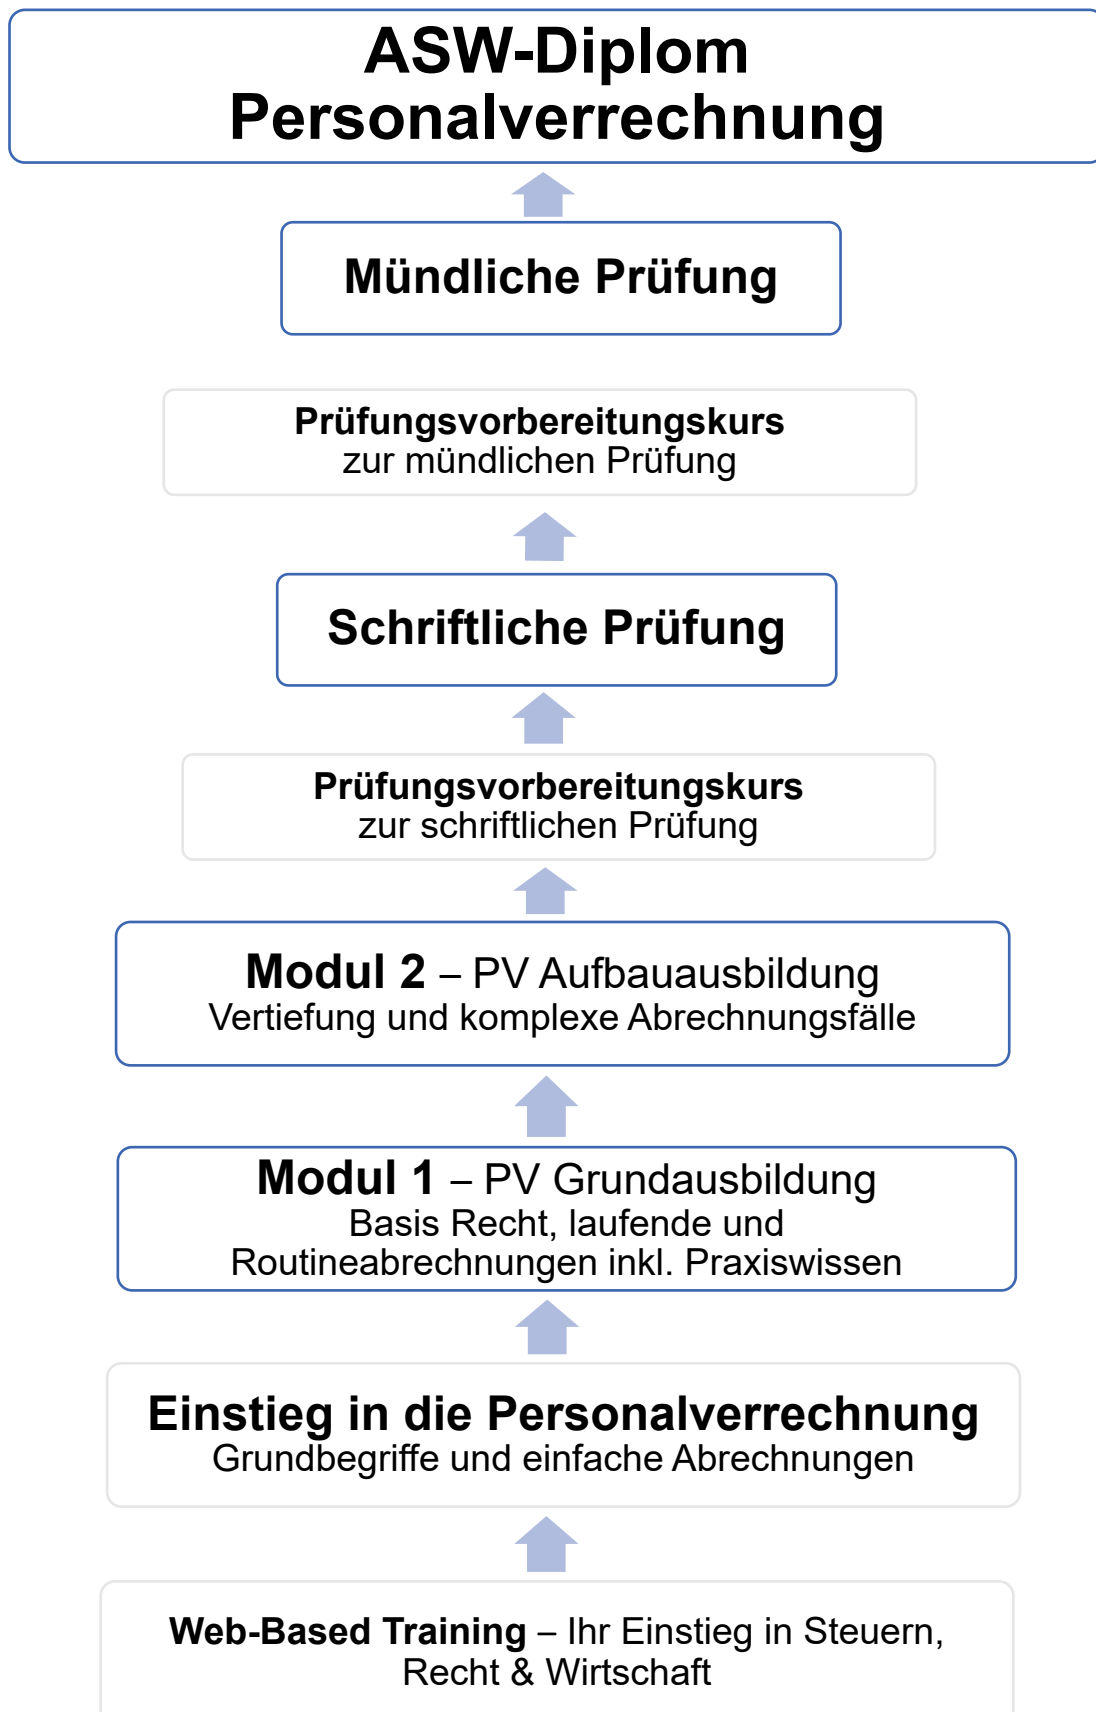 ASW-Diplom
Personalverrechnung
Mündliche Prüfung
Prüfungsvorbereitungskurs
zur mündlichen Prüfung
Schriftliche Prüfung
Prüfungsvorbereitungskurs
zur schriftlichen Prüfung
Modul 2 – PV Aufbauausbildung
Vertiefung und komplexe Abrechnungsfälle
Modul 1 – PV Grundausbildung
Basis Recht, laufende und
Routineabrechnungen inkl. Praxiswissen
Einstieg in die Personalverrechnung
Grundbegriffe und einfache Abrechnungen
Web-Based Training – Ihr Einstieg in Steuern,
Recht & Wirtschaft